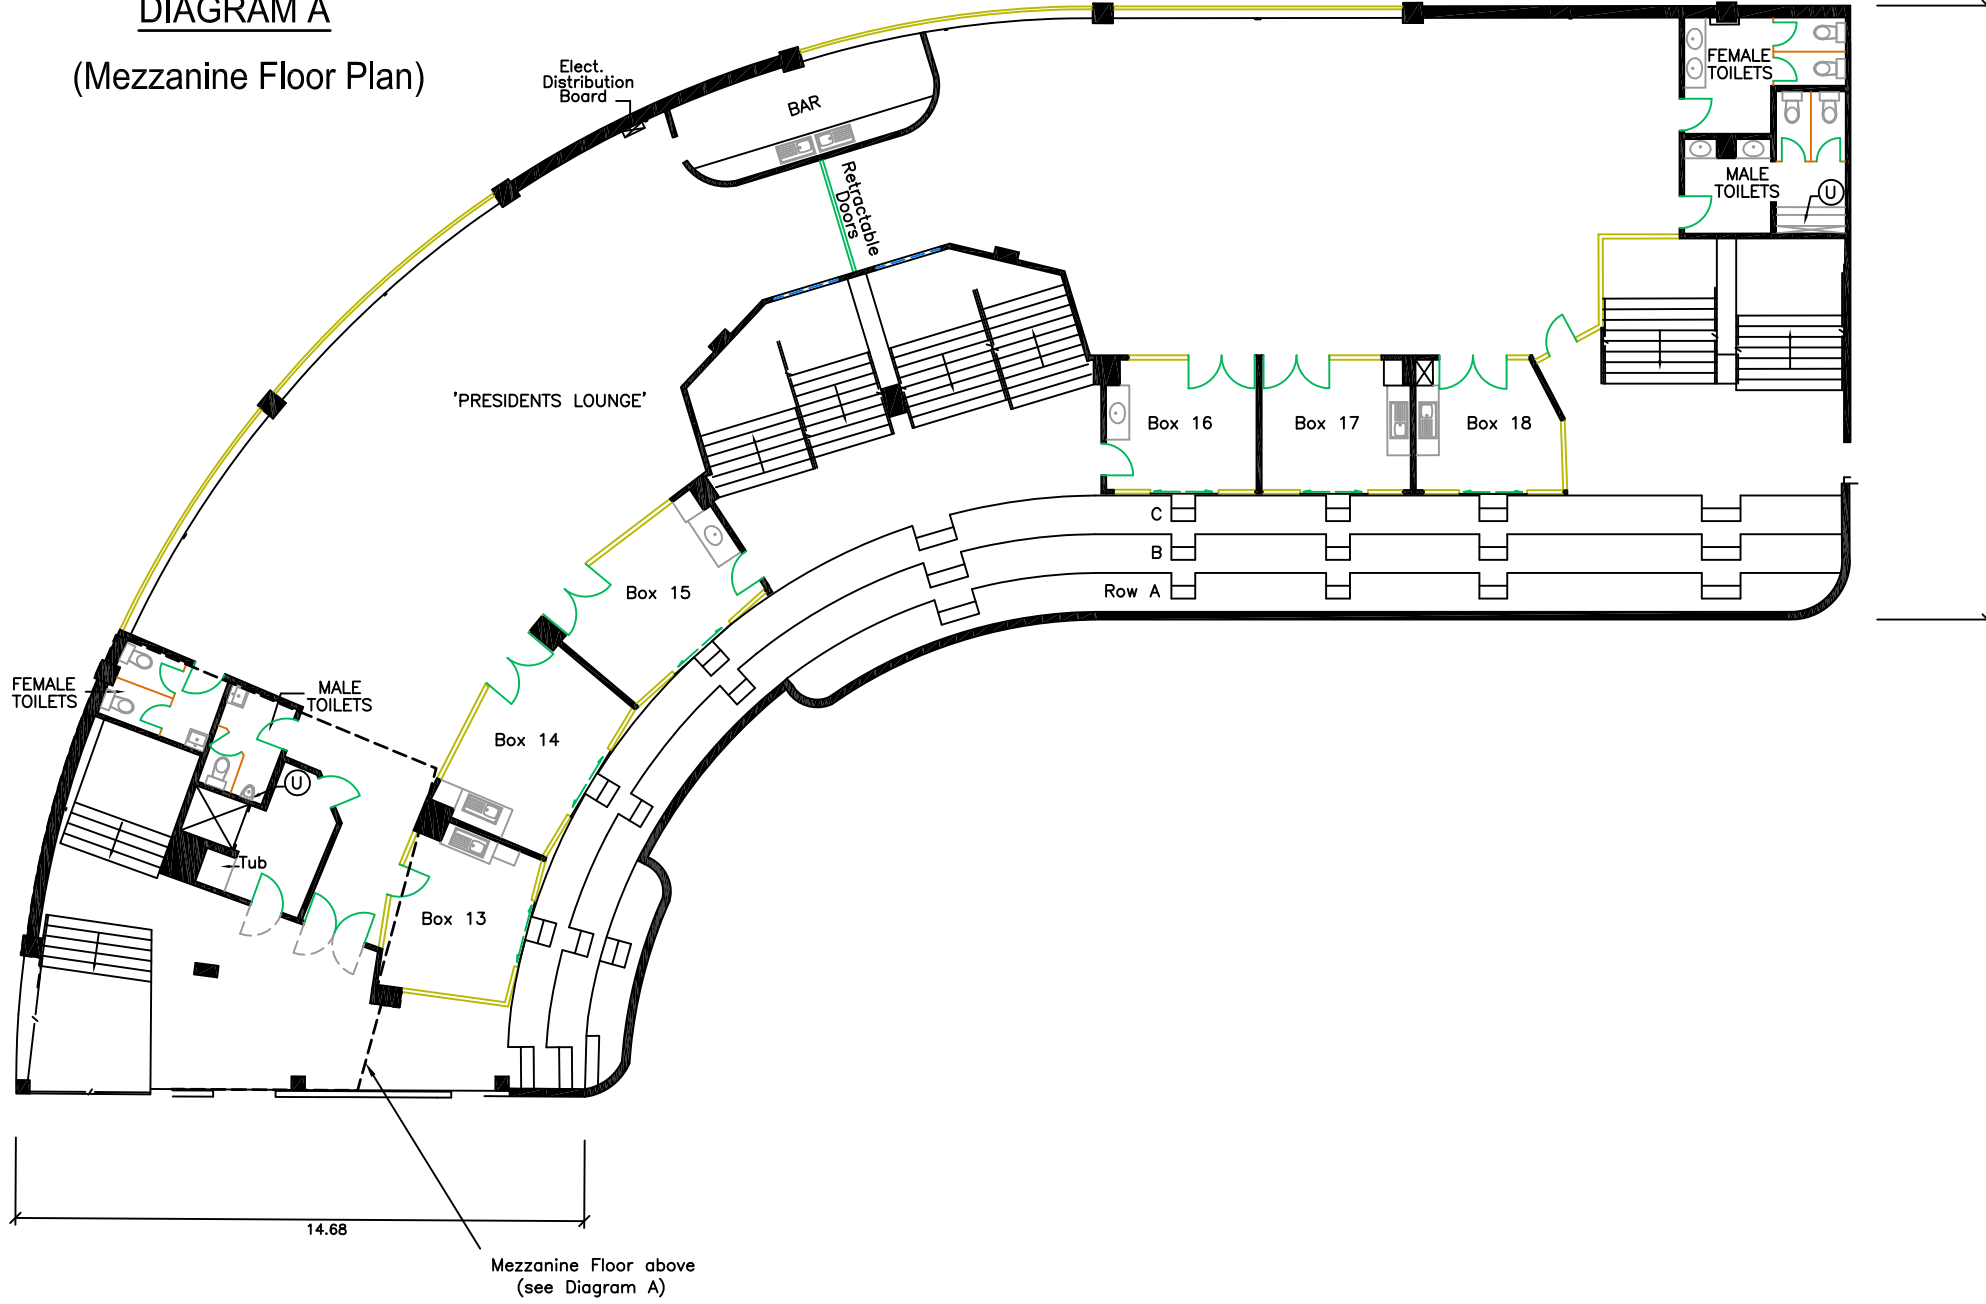 DIAGRAM A
(Mezzanine Floor Plan)
Elect.
Distribution
Board
BAR
Retractable
Doors
FEMALE
TOILETS
MALE
TOILETS
U
'PRESIDENTS LOUNGE'
Box 16
Box 17
Box 18
C
B
Row A
Box 15
Box 14
Box 13
FEMALE
TOILETS
MALE
TOILETS
U
Tub
14.68
Mezzanine Floor above
(see Diagram A)